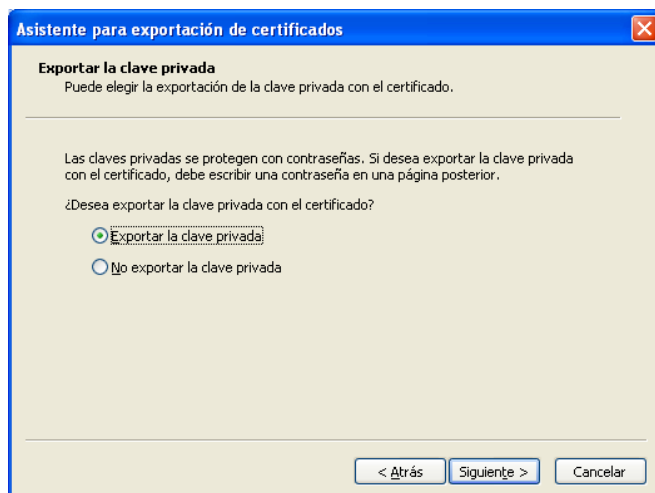 Asistente para exportación de certificados
Exportar la clave privada
Puede elegir la exportación de la clave privada con el certificado.
Las claves privadas se protegen con contraseñas. Si desea exportar la clave privada
con el certificado, debe escribir una contraseña en una página posterior.
¿Desea exportar la clave privada con el certificado?
Exportar la clave privada
No exportar la clave privada
< Atrás Siguiente > Cancelar